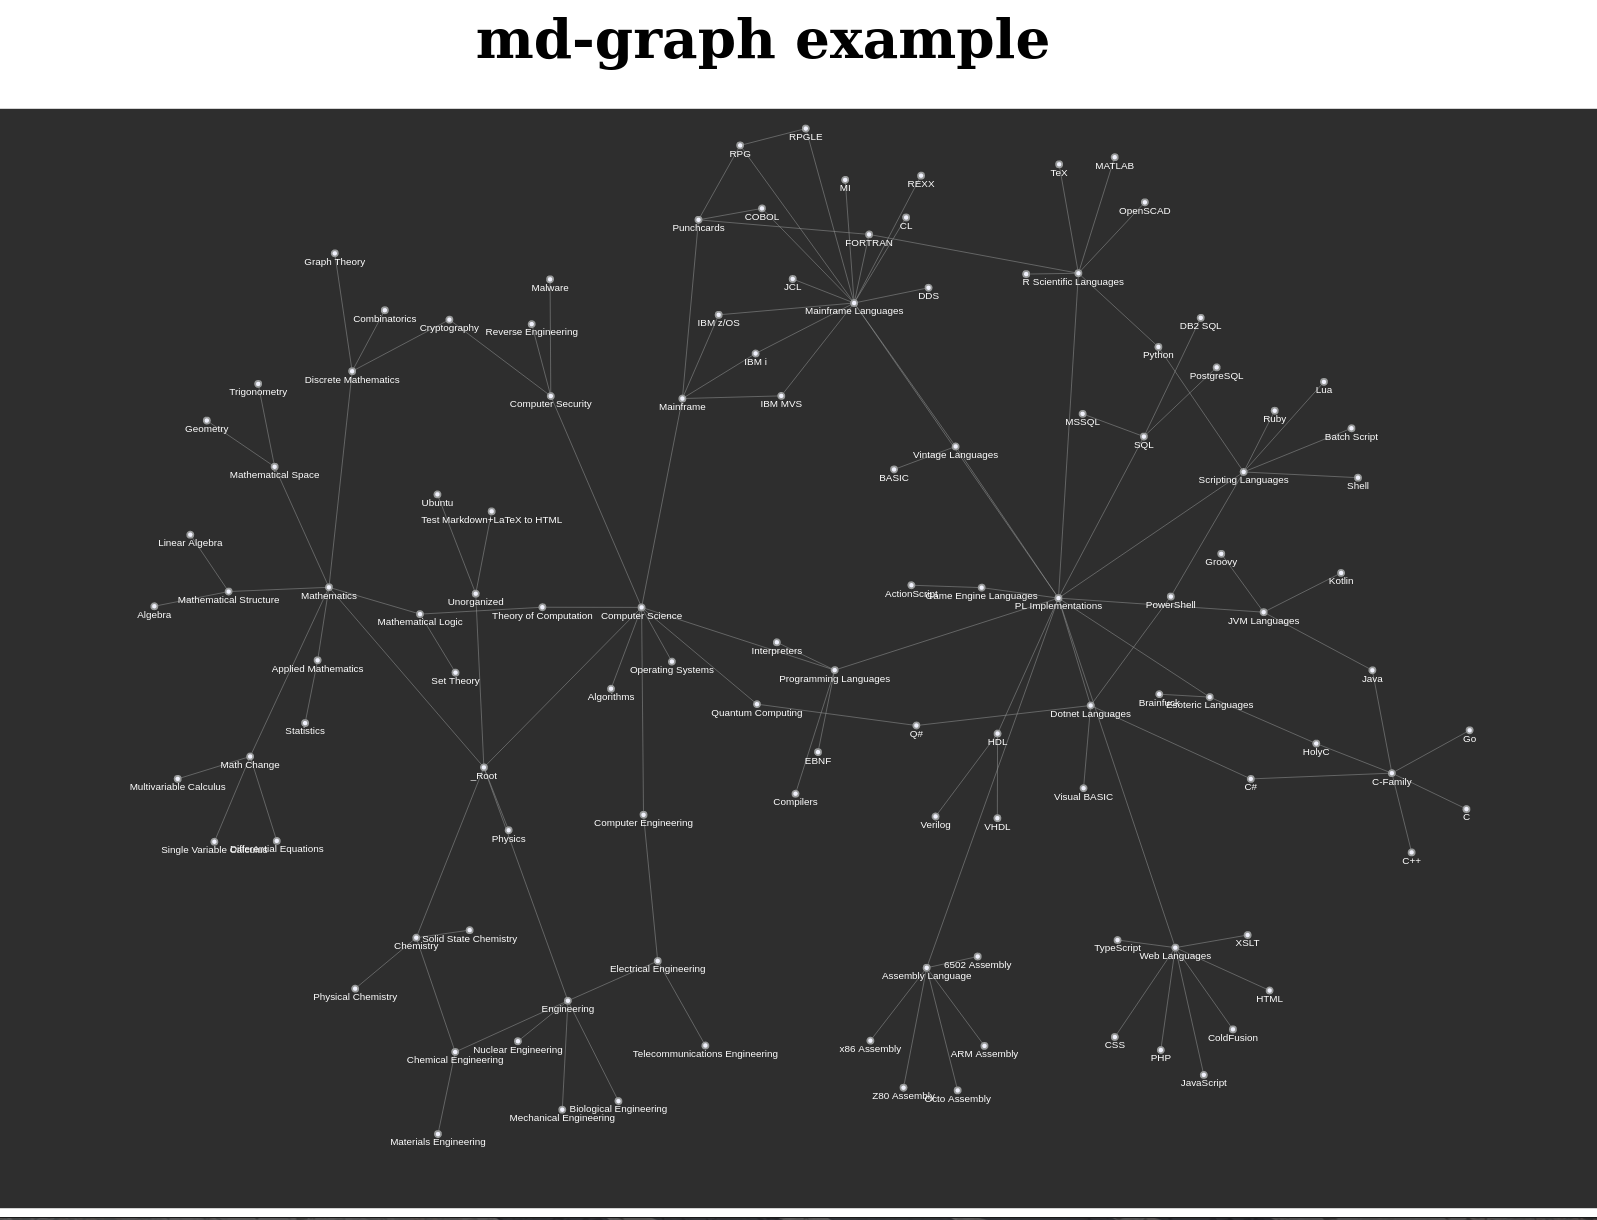 md-graph example
RPGLE
RPG
MATLAB
TeX
REXX
MI
OpenSCAD
COBOL
Punchcards
CL
FORTRAN
Graph Theory
R
Scientific Languages
Malware
JCL
DDS
Mainframe Languages
Combinatorics
Cryptography
IBM z/OS
Reverse Engineering
DB2 SQL
Python
IBM i
PostgreSQL
Discrete Mathematics
Trigonometry
Lua
Computer Security
Mainframe
IBM MVS
Ruby
MSSQL
Geometry
Batch Script
SQL
Vintage Languages
Mathematical Space
BASIC
Scripting Languages
Shell
Ubuntu
Test Markdown+LaTeX to HTML
Linear Algebra
Groovy
Kotlin
ActionScript
Game Engine Languages
Mathematics
Mathematical Structure
Unorganized
PL Implementations
PowerShell
Algebra
Theory of Computation
Computer Science
Mathematical Logic
JVM Languages
Interpreters
Applied Mathematics
Operating Systems
Set Theory
Programming Languages
Java
Algorithms
Brainfuck
Esoteric Languages
Quantum Computing
Dotnet Languages
Statistics
Q#
HDL
Go
HolyC
EBNF
Math Change
_Root
C-Family
Multivariable Calculus
C#
Visual BASIC
Compilers
C
Computer Engineering
Verilog
VHDL
Physics
Single Variable Calculus
Differential Equations
C++
Solid State Chemistry
Chemistry
TypeScript
XSLT
Web Languages
6502 Assembly
Electrical Engineering
Assembly Language
Physical Chemistry
HTML
Engineering
ColdFusion
CSS
x86 Assembly
Nuclear Engineering
Telecommunications Engineering
ARM Assembly
PHP
Chemical Engineering
JavaScript
Z80 Assembly
Octo Assembly
Biological Engineering
Mechanical Engineering
Materials Engineering